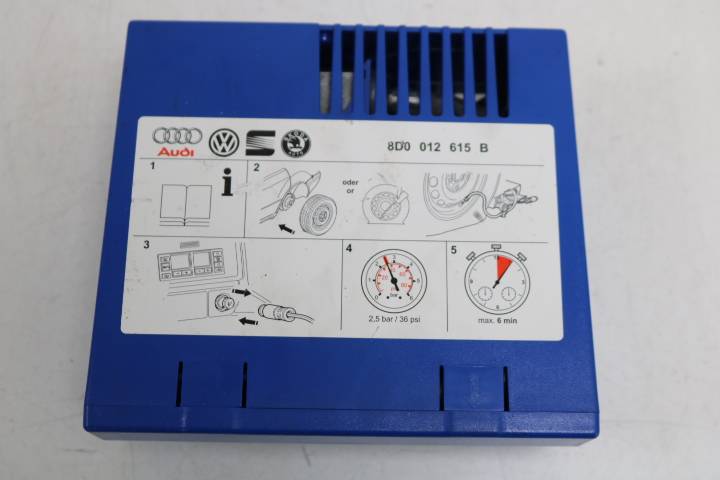 Audi
8D0 012 615 B
1
i
2
oder
or
3
4
bar
2,5 bar / 36 psi
5
max. 6 min